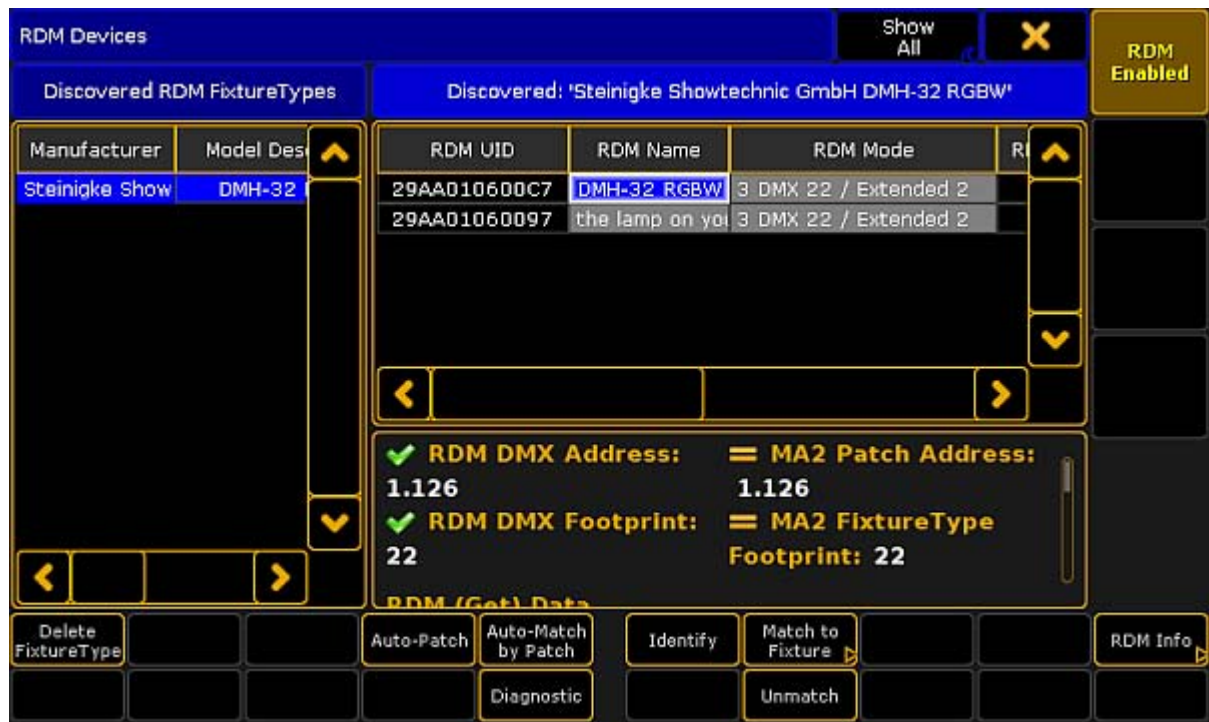 RDM Devices
Show
All
RDM
Enabled
Discovered RDM FixtureTypes
Discovered: 'Steinigke Showtechnic GmbH DMH-32 RGBW'
Manufacturer Model Des
RDM UID RDM Name RDM Mode
Steinigke Show DMH-32
29AA010600C7 DMH-32 RGBW 3 DMX 22 / Extended 2
29AA01060097 the lamp on you 3 DMX 22 / Extended 2
RDM DMX Address: = MA2 Patch Address:
1.126 1.126
RDM DMX Footprint: = MA2 FixtureType
22 Footprint: 22
RDM (Get) Data
Delete
FixtureType
Auto-Patch
Auto-Match
by Patch
Identify
Match to
Fixture
RDM Info
Diagnostic
Unmatch